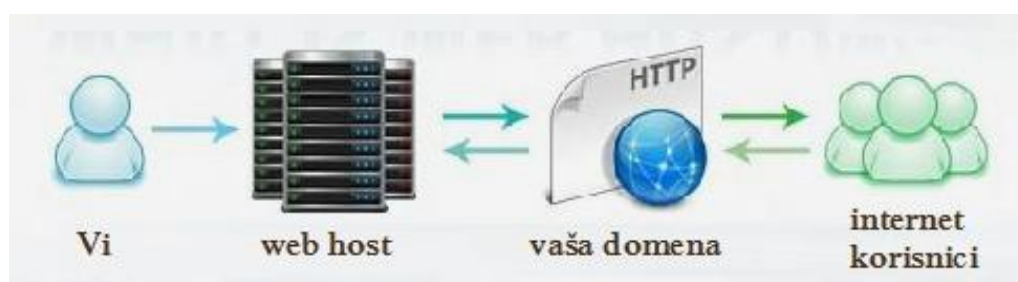 HTTP
Vi
web host
vaša domena
internet
korisnici